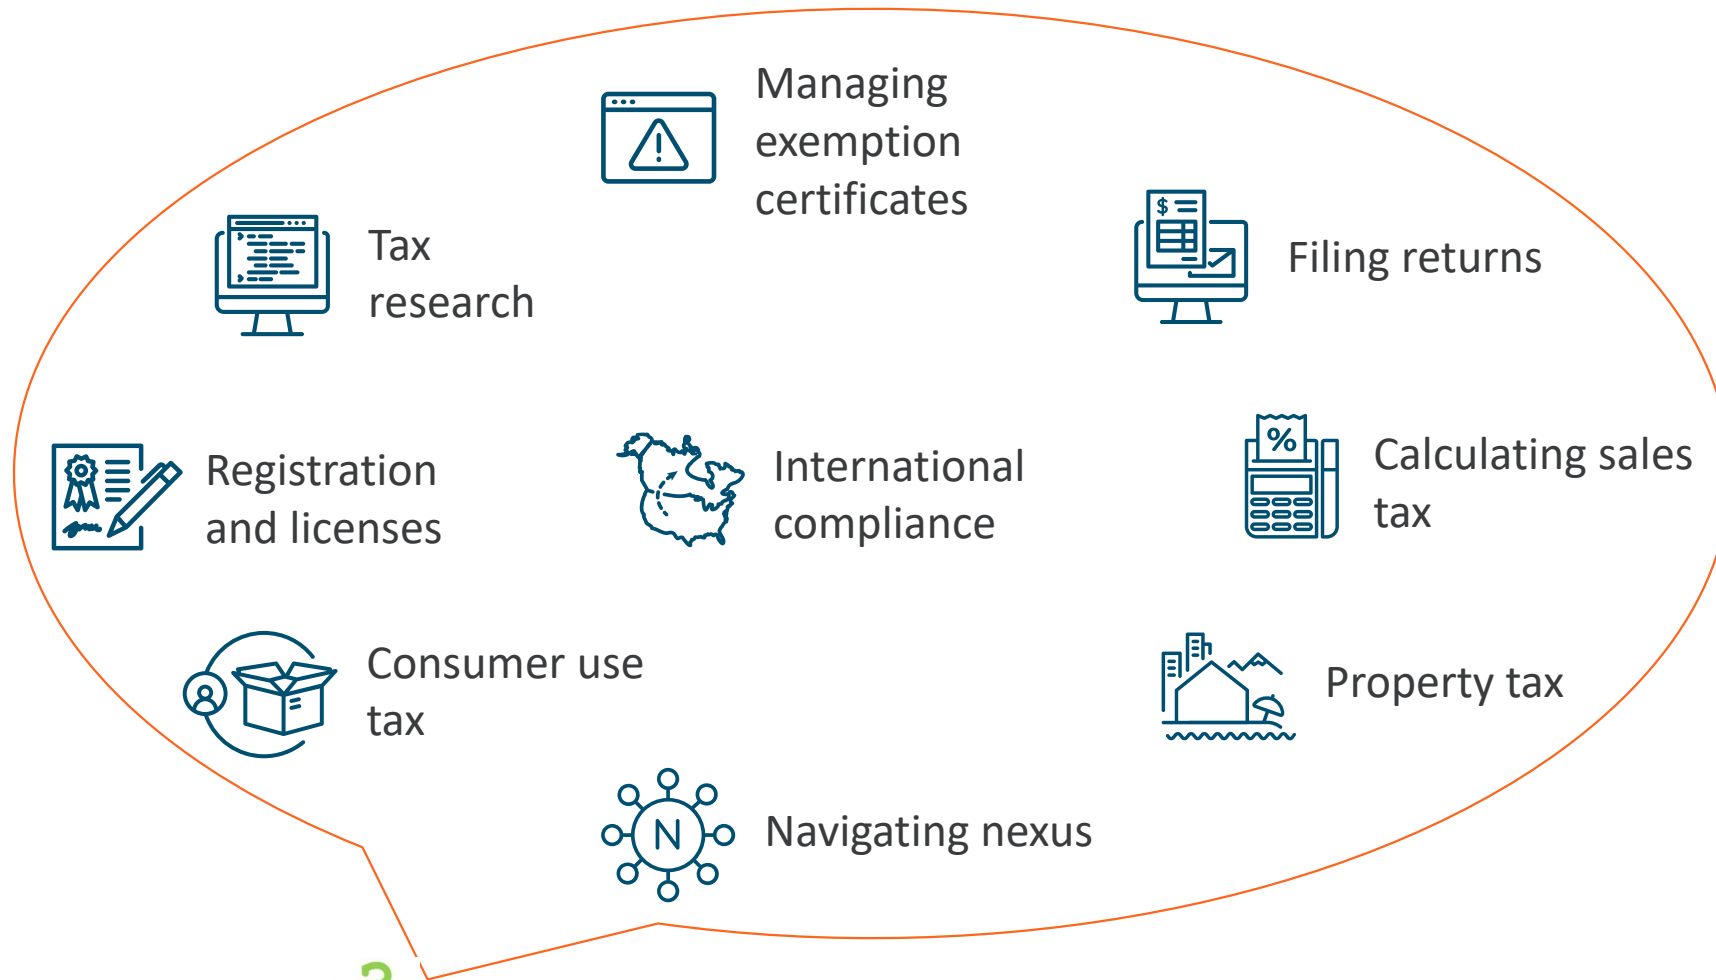 Managing
exemption
certificates
Tax
research
$
Filing returns
Registration
and licenses
International
compliance
%
Calculating sales
tax
Consumer use
tax
Property tax
N
Navigating nexus
?